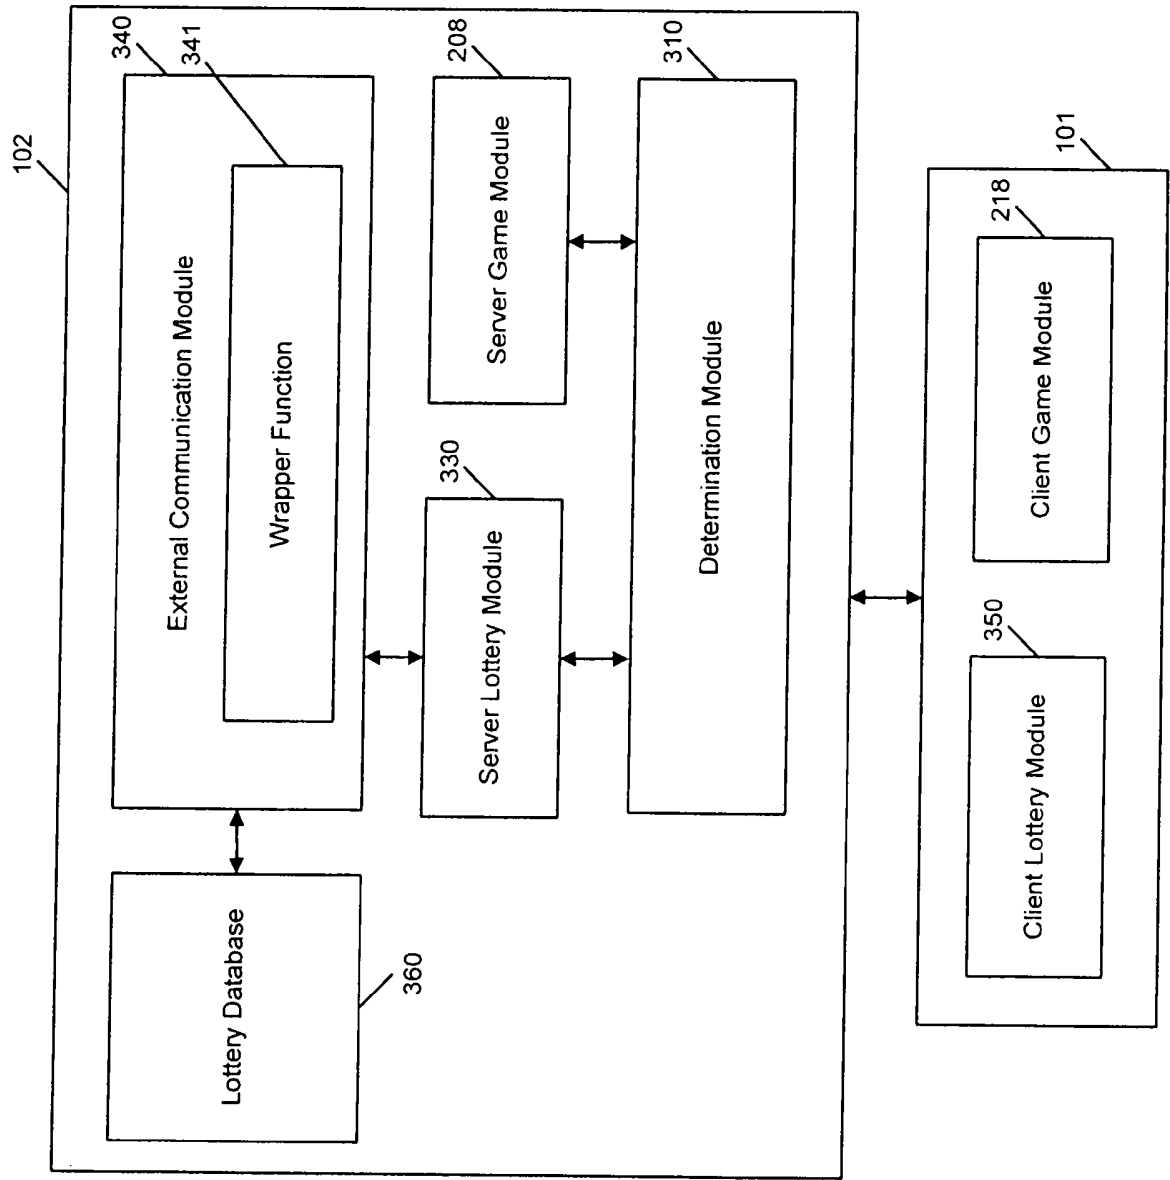 102
340
341
External Communication Module
Wrapper Function
Lottery Database
360
208
Server Game Module
330
Server Lottery Module
310
Determination Module
101
218
Client Game Module
350
Client Lottery Module